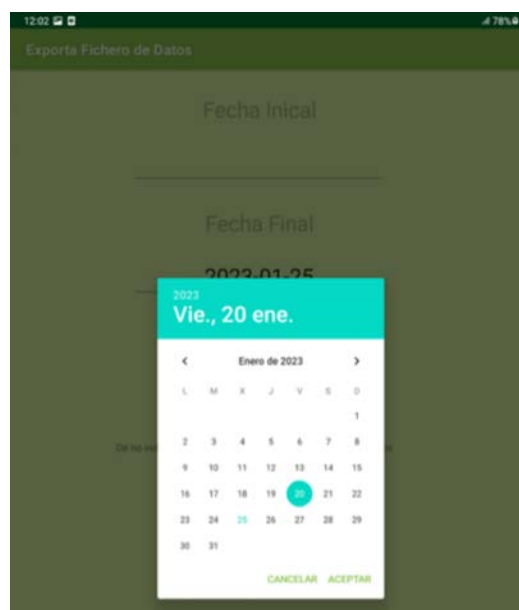 12:02 78%
Exporta Fichero de Datos
Fecha Inical
Fecha Final
2023-01-25
2023
Vie., 20 ene.
Enero de 2023
L M X J V S D
1
2 3 4 5 6 7 8
9 10 11 12 13 14 15
16 17 18 19 20 21 22
23 24 25 26 27 28 29
30 31
De no
CANCELAR ACEPTAR